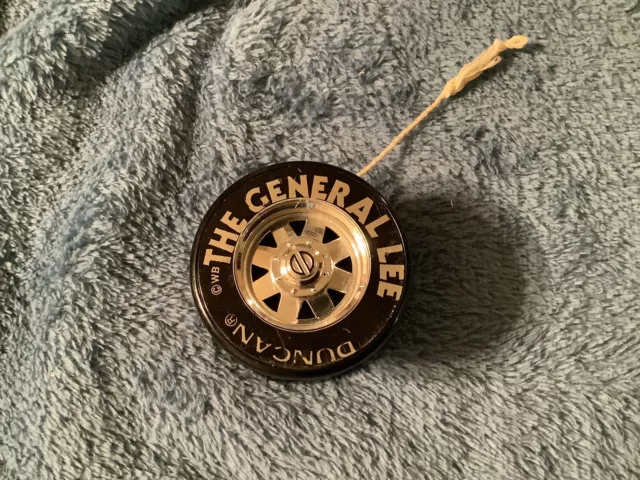 THE GENERAL LEE
©WB
DUNCAN®